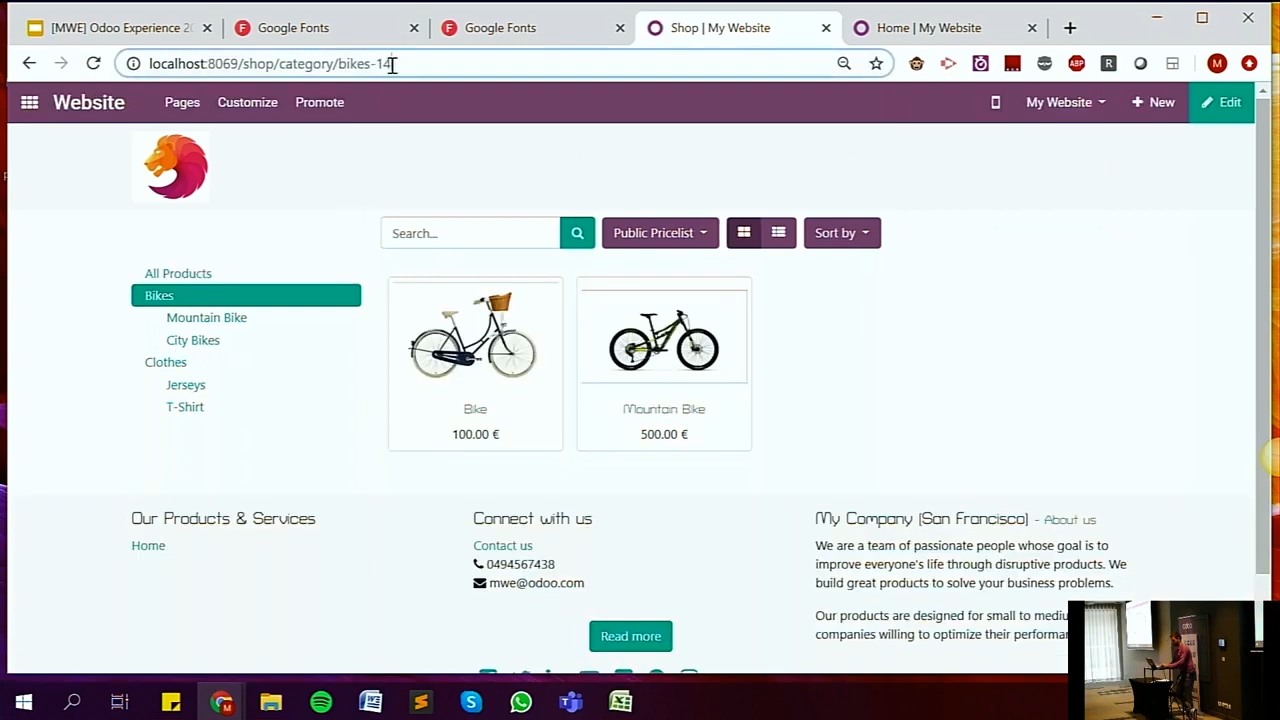 [MWE] Odoo Experience 20
Google Fonts
Google Fonts
Shop | My Website
Home | My Website
localhost:8069/shop/category/bikes-14
ABP
R
M
Website
Pages
Customize
Promote
My Website
+ New
Edit
Search...
Public Pricelist
Sort by
All Products
Bikes
Mountain Bike
City Bikes
Clothes
Jerseys
T-Shirt
Bike
100.00 €
Mountain Bike
500.00 €
Our Products & Services
Home
Connect with us
Contact us
0494567438
mwe@odoo.com
My Company (San Francisco) - About us
We are a team of passionate people whose goal is to
improve everyone's life through disruptive products. We
build great products to solve your business problems.
Our products are designed for small to medium
companies willing to optimize their performa
Read more